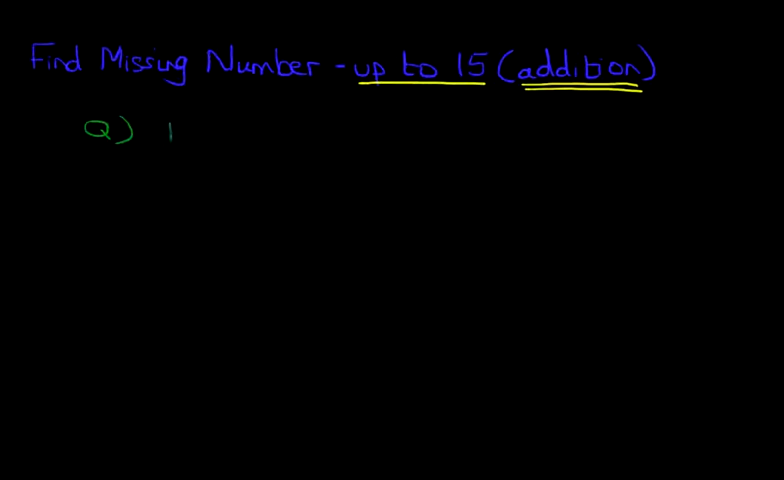 Find Missing Number - up to 15 (addition)
Q) 1